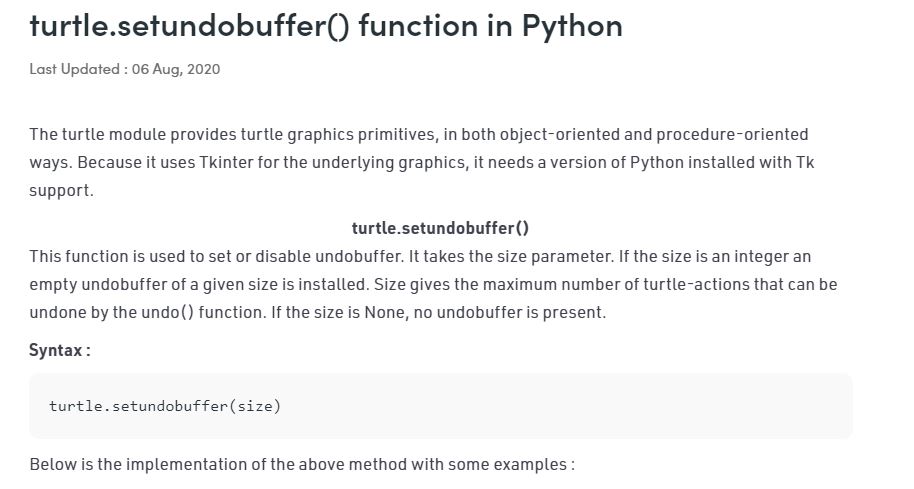 turtle.setundobuffer() function in Python
Last Updated : 06 Aug, 2020
The turtle module provides turtle graphics primitives, in both object-oriented and procedure-oriented
ways. Because it uses Tkinter for the underlying graphics, it needs a version of Python installed with Tk
support.
turtle.setundobuffer()
This function is used to set or disable undobuffer. It takes the size parameter. If the size is an integer an
empty undobuffer of a given size is installed. Size gives the maximum number of turtle-actions that can be
undone by the undo() function. If the size is None, no undobuffer is present.
Syntax :
turtle.setundobuffer(size)
Below is the implementation of the above method with some examples :